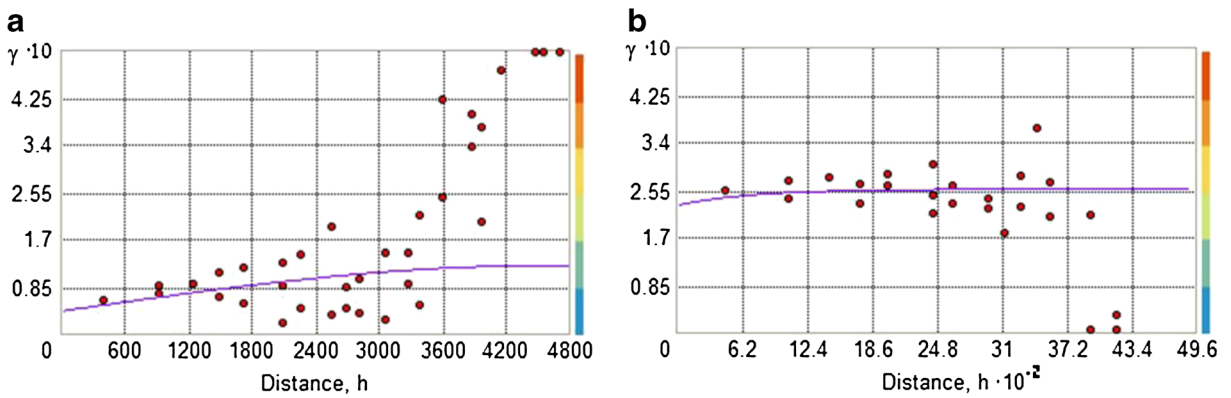 a
γ ·10
4.25
3.4
2.55
1.7
0.85
0 600 1200 1800 2400 3000 3600 4200 4800
Distance, h
b
γ ·10
4.25
3.4
2.55
1.7
0.85
0 6.2 12.4 18.6 24.8 31 37.2 43.4 49.6
Distance, h · 10⁻²